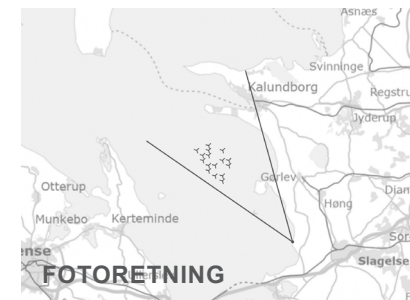 Asnæs
Svinninge
Kalundborg
Regstru
Jyderup
Gørlev
Otterup
Høng
Dian
Munkebo
Kerteminde
Sor
ense
Slagelse
FOTORETNING